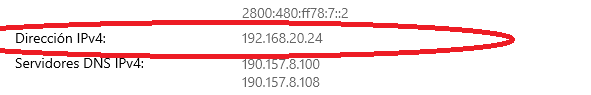 2800:480:ff78:7::2
Dirección IPv4: 192.168.20.24
Servidores DNS IPv4: 190.157.8.100
190.157.8.108